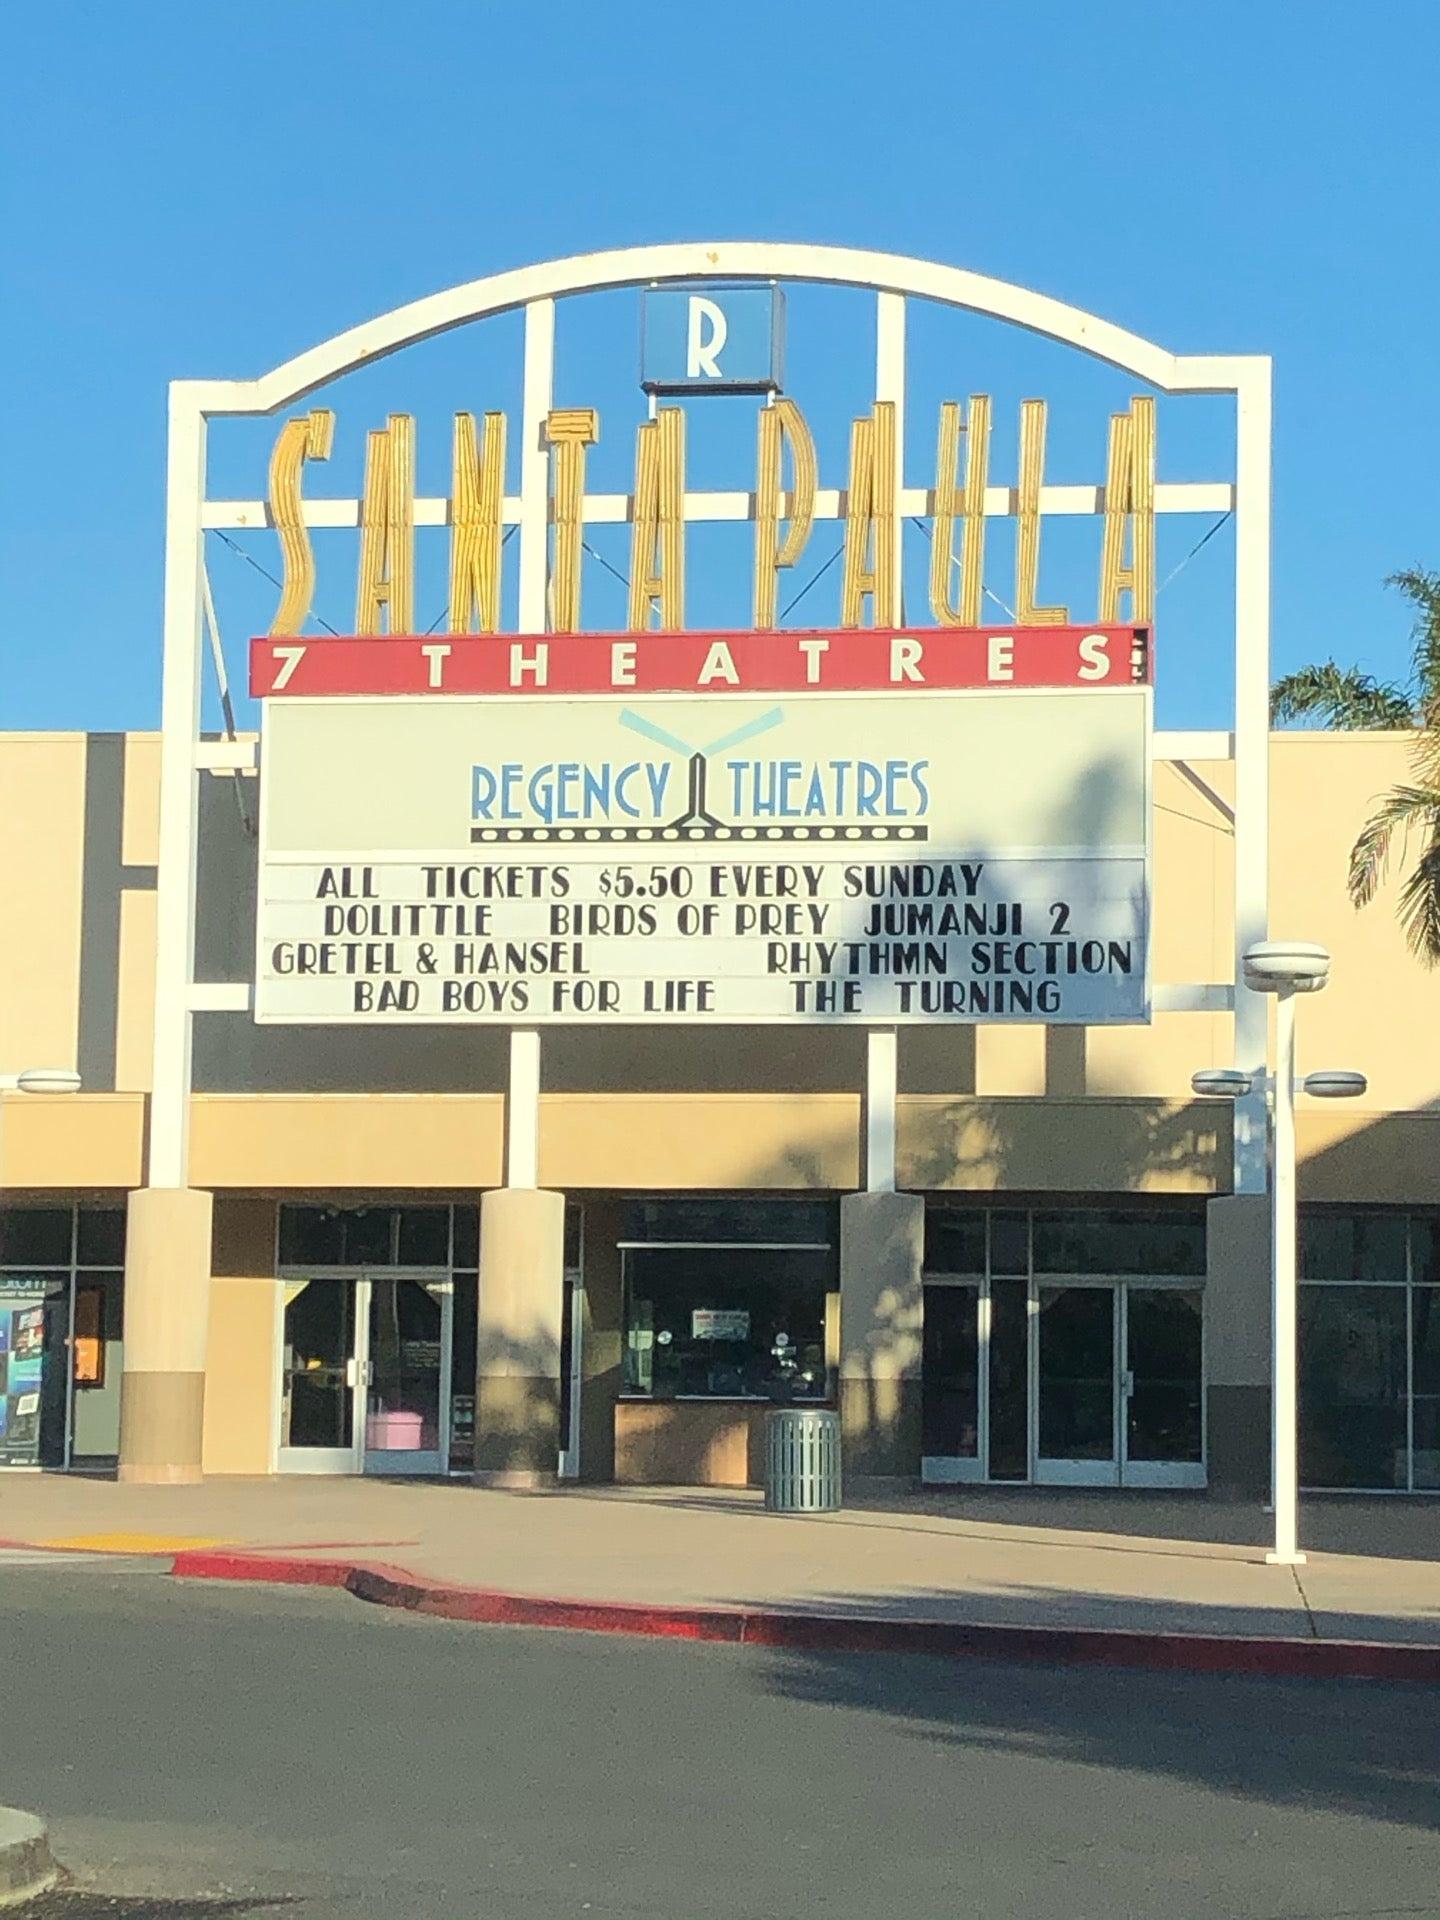 R
SANTA PAULA
7 THEATRES
REGENCY THEATRES
ALL TICKETS $5.50 EVERY SUNDAY
DOLITTLE BIRDS OF PREY JUMANJI 2
GRETEL & HANSEL RHYTHMN SECTION
BAD BOYS FOR LIFE THE TURNING